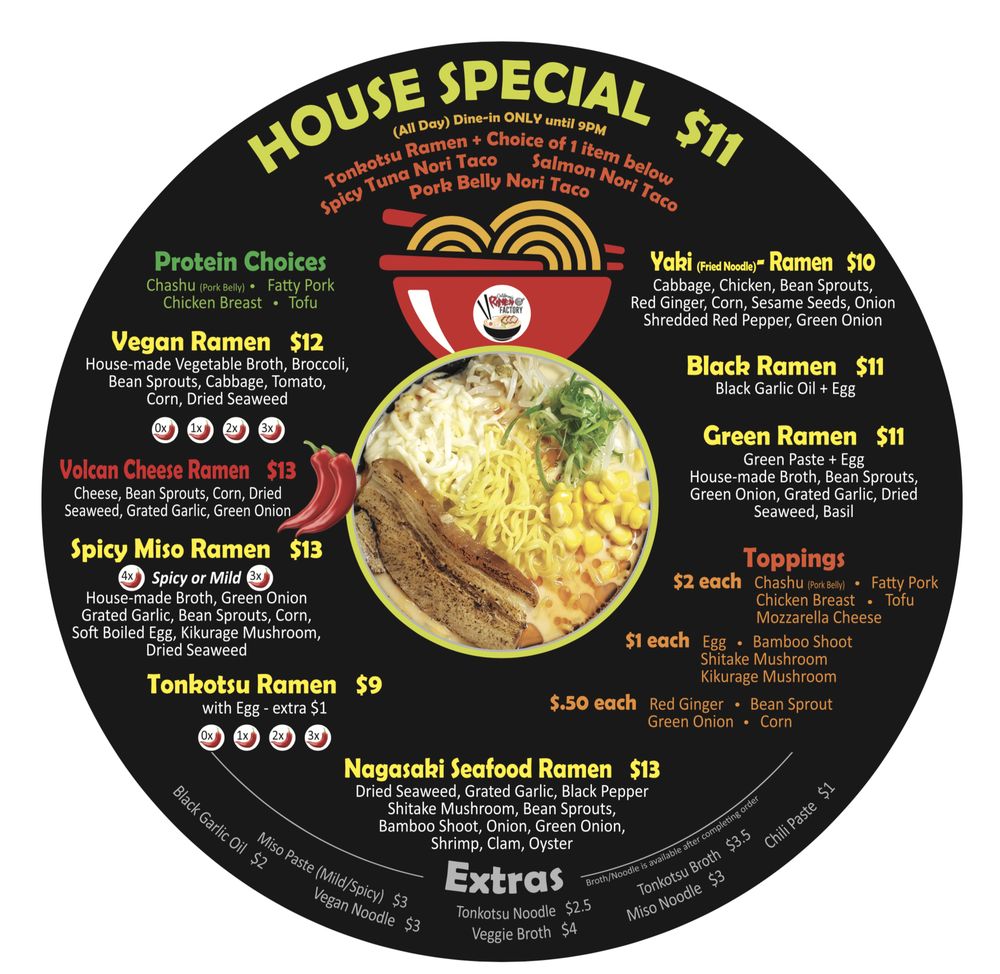 HOUSE SPECIAL $11
(All Day) Dine-in ONLY until 9PM
Tonkotsu Ramen + Choice of 1 item below
Spicy Tuna Nori Taco Salmon Nori Taco
Pork Belly Nori Taco
RAMEN
FACTORY
Protein Choices
Chashu (Pork Belly) • Fatty Pork
Chicken Breast • Tofu
Vegan Ramen $12
House-made Vegetable Broth, Broccoli,
Bean Sprouts, Cabbage, Tomato,
Corn, Dried Seaweed
0x 1x 2x 3x
Volcan Cheese Ramen $13
Cheese, Bean Sprouts, Corn, Dried
Seaweed, Grated Garlic, Green Onion
Spicy Miso Ramen $13
4x Spicy or Mild 3x
House-made Broth, Green Onion
Grated Garlic, Bean Sprouts, Corn,
Soft Boiled Egg, Kikurage Mushroom,
Dried Seaweed
Tonkotsu Ramen $9
with Egg - extra $1
0x 1x 2x 3x
Yaki (Fried Noodle)- Ramen $10
Cabbage, Chicken, Bean Sprouts,
Red Ginger, Corn, Sesame Seeds, Onion
Shredded Red Pepper, Green Onion
Black Ramen $11
Black Garlic Oil + Egg
Green Ramen $11
Green Paste + Egg
House-made Broth, Bean Sprouts,
Green Onion, Grated Garlic, Dried
Seaweed, Basil
Toppings
$2 each Chashu (Pork Belly) • Fatty Pork
Chicken Breast • Tofu
Mozzarella Cheese
$1 each Egg • Bamboo Shoot
Shitake Mushroom
Kikurage Mushroom
$.50 each Red Ginger • Bean Sprout
Green Onion • Corn
Nagasaki Seafood Ramen $13
Dried Seaweed, Grated Garlic, Black Pepper
Shitake Mushroom, Bean Sprouts,
Bamboo Shoot, Onion, Green Onion,
Shrimp, Clam, Oyster
Extras
Broth/Noodle is available after completing order
Black Garlic Oil $2
Miso Paste (Mild/Spicy) $3
Vegan Noodle $3
Tonkotsu Noodle $2.5
Veggie Broth $4
Tonkotsu Broth $3.5
Miso Noodle $3
Chili Paste $1